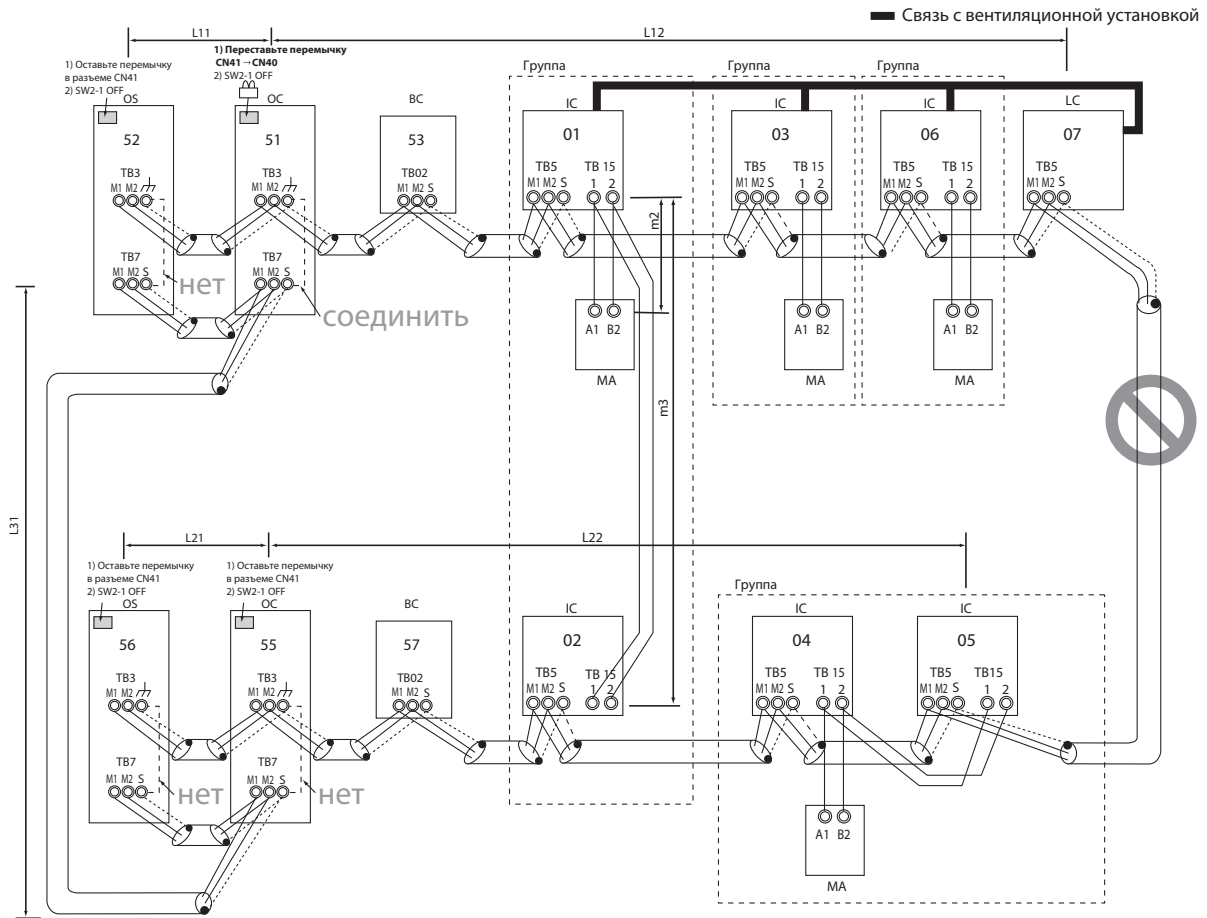 Связь с вентиляционной установкой
L11
L12
1) Оставьте перемычку
в разъеме CN41
2) SW2-1 OFF
1) Переставьте перемычку
CN41→CN40
2) SW2-1 OFF
Группа
Группа
Группа
OS
OC
BC
IC
IC
IC
LC
52
51
53
01
03
06
07
TB3
TB3
TB02
TB5
TB 15
TB5
TB 15
TB5
TB 15
TB5
M1 M2
M1 M2
M1 M2 S
M1 M2 S
1 2
M1 M2 S
1 2
M1 M2 S
1 2
M1 M2 S
m2
TB7
TB7
M1 M2 S
M1 M2 S
нет
соединить
A1 B2
A1 B2
A1 B2
MA
MA
MA
m3
L31
L21
L22
1) Оставьте перемычку
в разъеме CN41
2) SW2-1 OFF
1) Оставьте перемычку
в разъеме CN41
2) SW2-1 OFF
Группа
OS
OC
BC
IC
IC
IC
56
55
57
02
04
05
TB3
TB3
TB02
TB5
TB 15
TB5
TB 15
TB5
TB15
M1 M2
M1 M2
M1 M2 S
M1 M2 S
1 2
M1 M2 S
1 2
M1 M2 S
1 2
TB7
TB7
M1 M2 S
M1 M2 S
нет
нет
A1 B2
MA